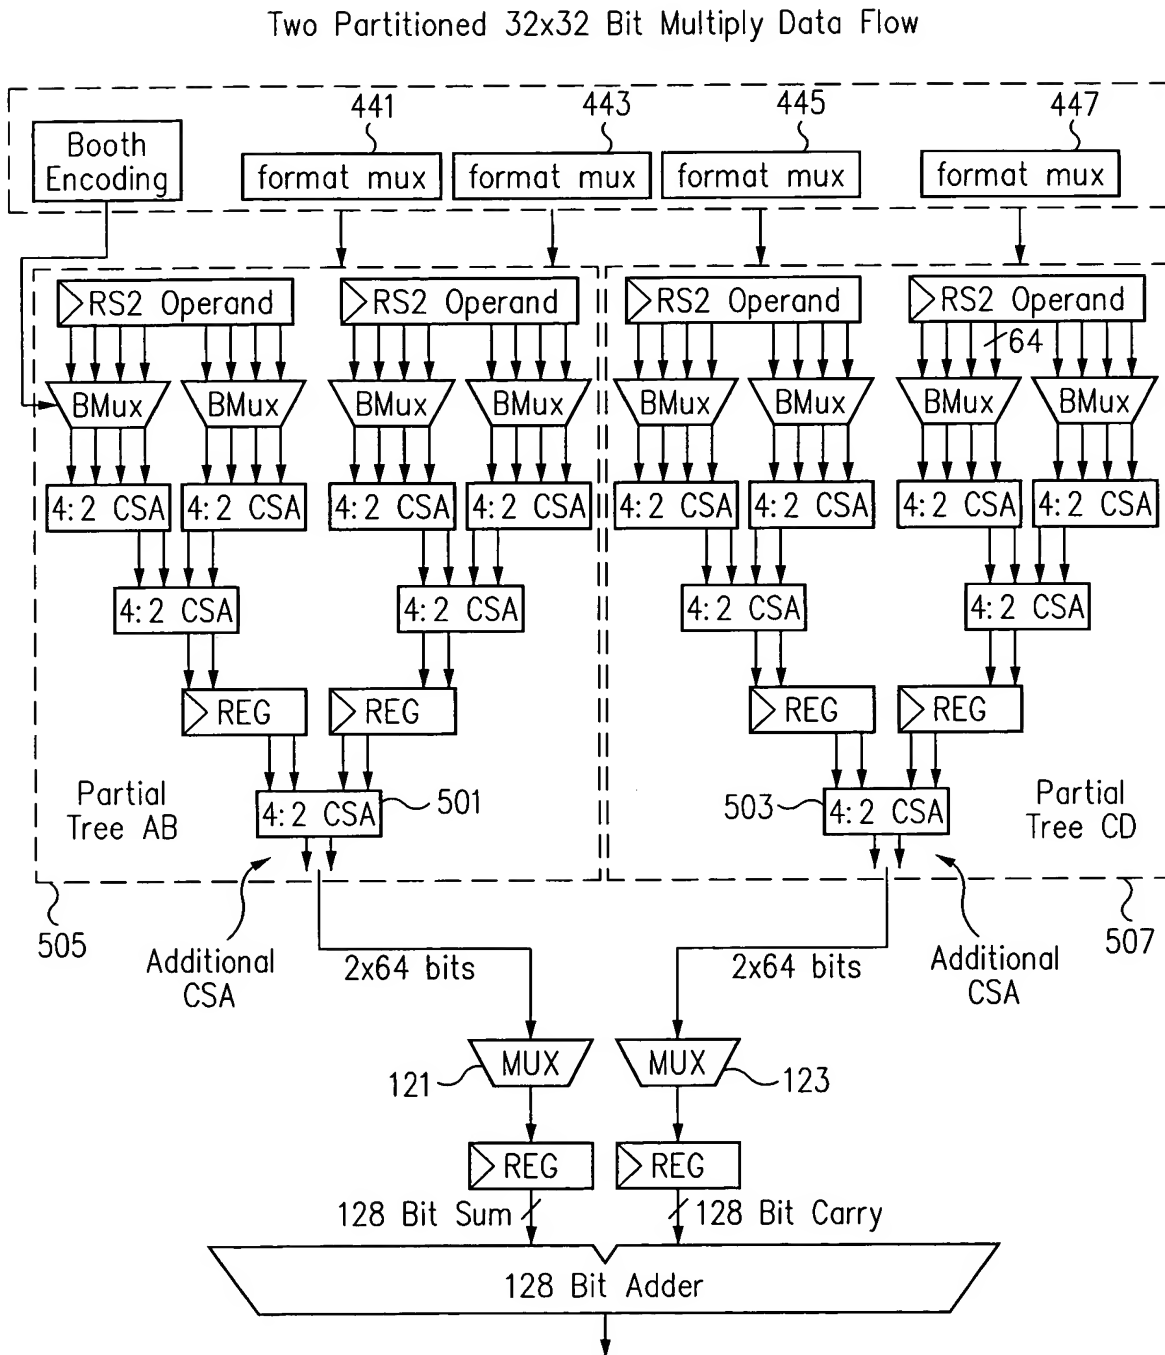 Two Partitioned 32x32 Bit Multiply Data Flow
441
443
445
447
Booth
Encoding
format mux
format mux
format mux
format mux
RS2 Operand
RS2 Operand
RS2 Operand
RS2 Operand
64
BMux
BMux
BMux
BMux
BMux
BMux
BMux
BMux
4:2 CSA
4:2 CSA
4:2 CSA
4:2 CSA
4:2 CSA
4:2 CSA
4:2 CSA
4:2 CSA
4:2 CSA
4:2 CSA
4:2 CSA
4:2 CSA
REG
REG
REG
REG
Partial
Tree AB
4:2 CSA
501
503
4:2 CSA
Partial
Tree CD
505
Additional
CSA
2x64 bits
2x64 bits
Additional
CSA
507
121
MUX
MUX
123
REG
REG
128 Bit Sum
128 Bit Carry
128 Bit Adder